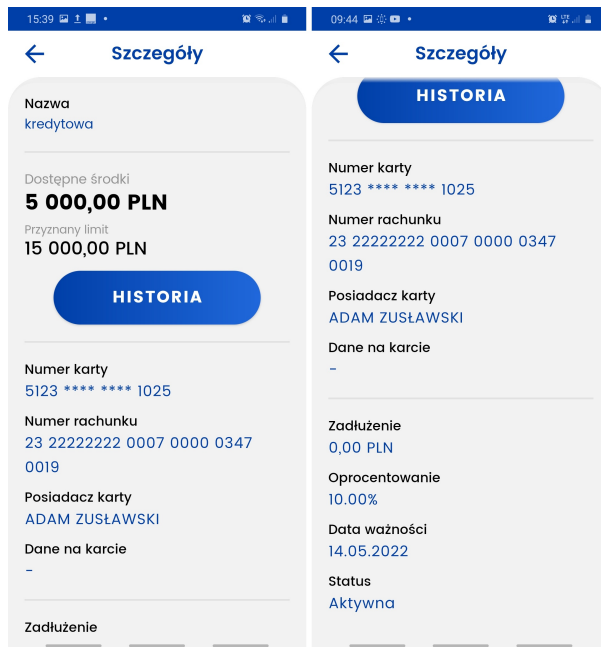 15:39
Szczegóły
Nazwa
kredytowa
Dostępne środki
5 000,00 PLN
Przyznany limit
15 000,00 PLN
HISTORIA
Numer karty
5123 **** **** 1025
Numer rachunku
23 22222222 0007 0000 0347
0019
Posiadacz karty
ADAM ZUSŁAWSKI
Dane na karcie
-
Zadłużenie
09:44
LTE
Szczegóły
HISTORIA
Numer karty
5123 **** **** 1025
Numer rachunku
23 22222222 0007 0000 0347
0019
Posiadacz karty
ADAM ZUSŁAWSKI
Dane na karcie
-
Zadłużenie
0,00 PLN
Oprocentowanie
10.00%
Data ważności
14.05.2022
Status
Aktywna